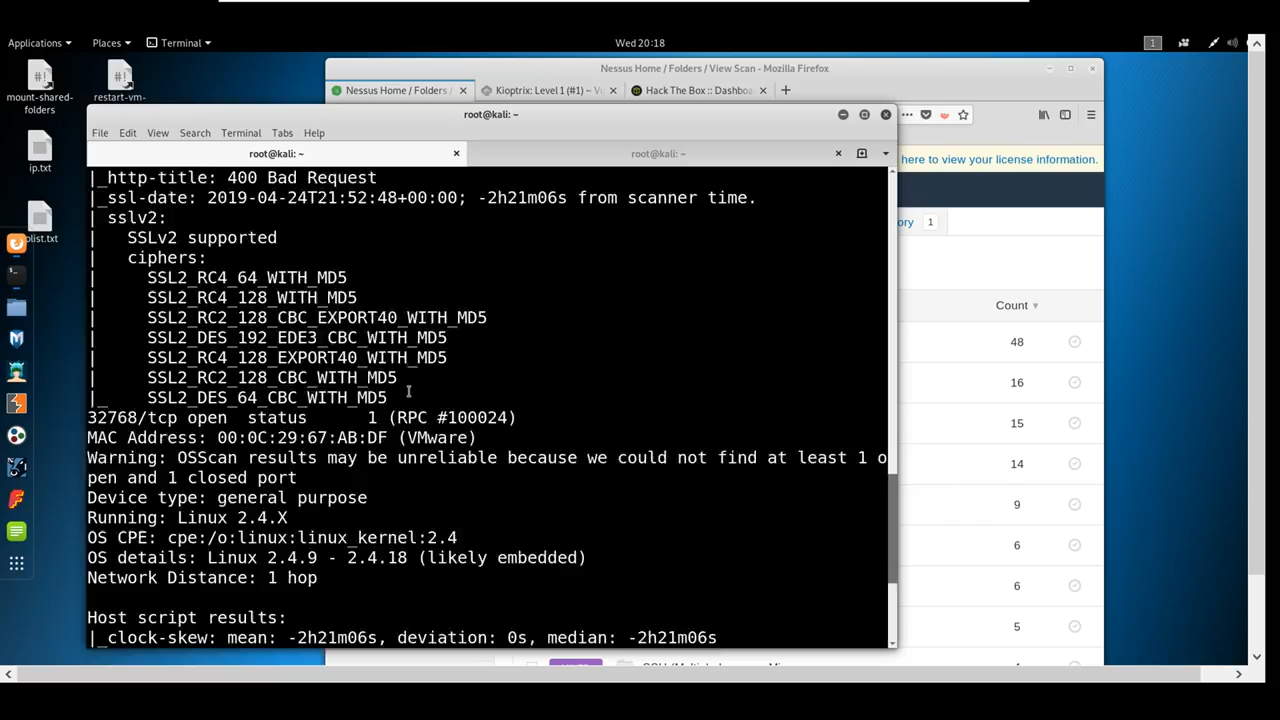 Applications
Places
Terminal
Wed 20:18
1
mount-shared-
folders
restart-vm-
ip.txt
Nessus Home / Folders / View Scan - Mozilla Firefox
Nessus Home / Folders /
Kioptrix: Level 1 (#1) ~ Vu
Hack The Box :: Dashboa
here to view your license information.
ory 1
Count
48
16
15
14
9
6
6
5
root@kali: ~
File Edit View Search Terminal Tabs Help
root@kali: ~
root@kali: ~
|_http-title: 400 Bad Request
|_ssl-date: 2019-04-24T21:52:48+00:00; -2h21m06s from scanner time.
| sslv2:
|   SSLv2 supported
|   ciphers:
|     SSL2_RC4_64_WITH_MD5
|     SSL2_RC4_128_WITH_MD5
|     SSL2_RC2_128_CBC_EXPORT40_WITH_MD5
|     SSL2_DES_192_EDE3_CBC_WITH_MD5
|     SSL2_RC4_128_EXPORT40_WITH_MD5
|     SSL2_RC2_128_CBC_WITH_MD5
|_    SSL2_DES_64_CBC_WITH_MD5
32768/tcp open  status      1 (RPC #100024)
MAC Address: 00:0C:29:67:AB:DF (VMware)
Warning: OSScan results may be unreliable because we could not find at least 1 o
pen and 1 closed port
Device type: general purpose
Running: Linux 2.4.X
OS CPE: cpe:/o:linux:linux_kernel:2.4
OS details: Linux 2.4.9 - 2.4.18 (likely embedded)
Network Distance: 1 hop
Host script results:
|_clock-skew: mean: -2h21m06s, deviation: 0s, median: -2h21m06s